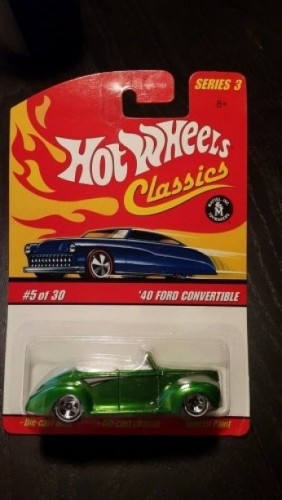 SERIES 3
8+
HOT WHEELS
Classics
#5 of 30
'40 FORD CONVERTIBLE